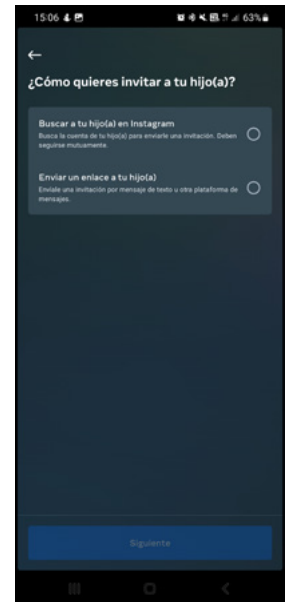 15:06
63%
¿Cómo quieres invitar a tu hijo(a)?
Buscar a tu hijo(a) en Instagram
Busca la cuenta de tu hijo(a) para enviarle una invitación. Deben
seguirse mutuamente.
Enviar un enlace a tu hijo(a)
Envíale una invitación por mensaje de texto u otra plataforma de
mensajes.
Siguiente